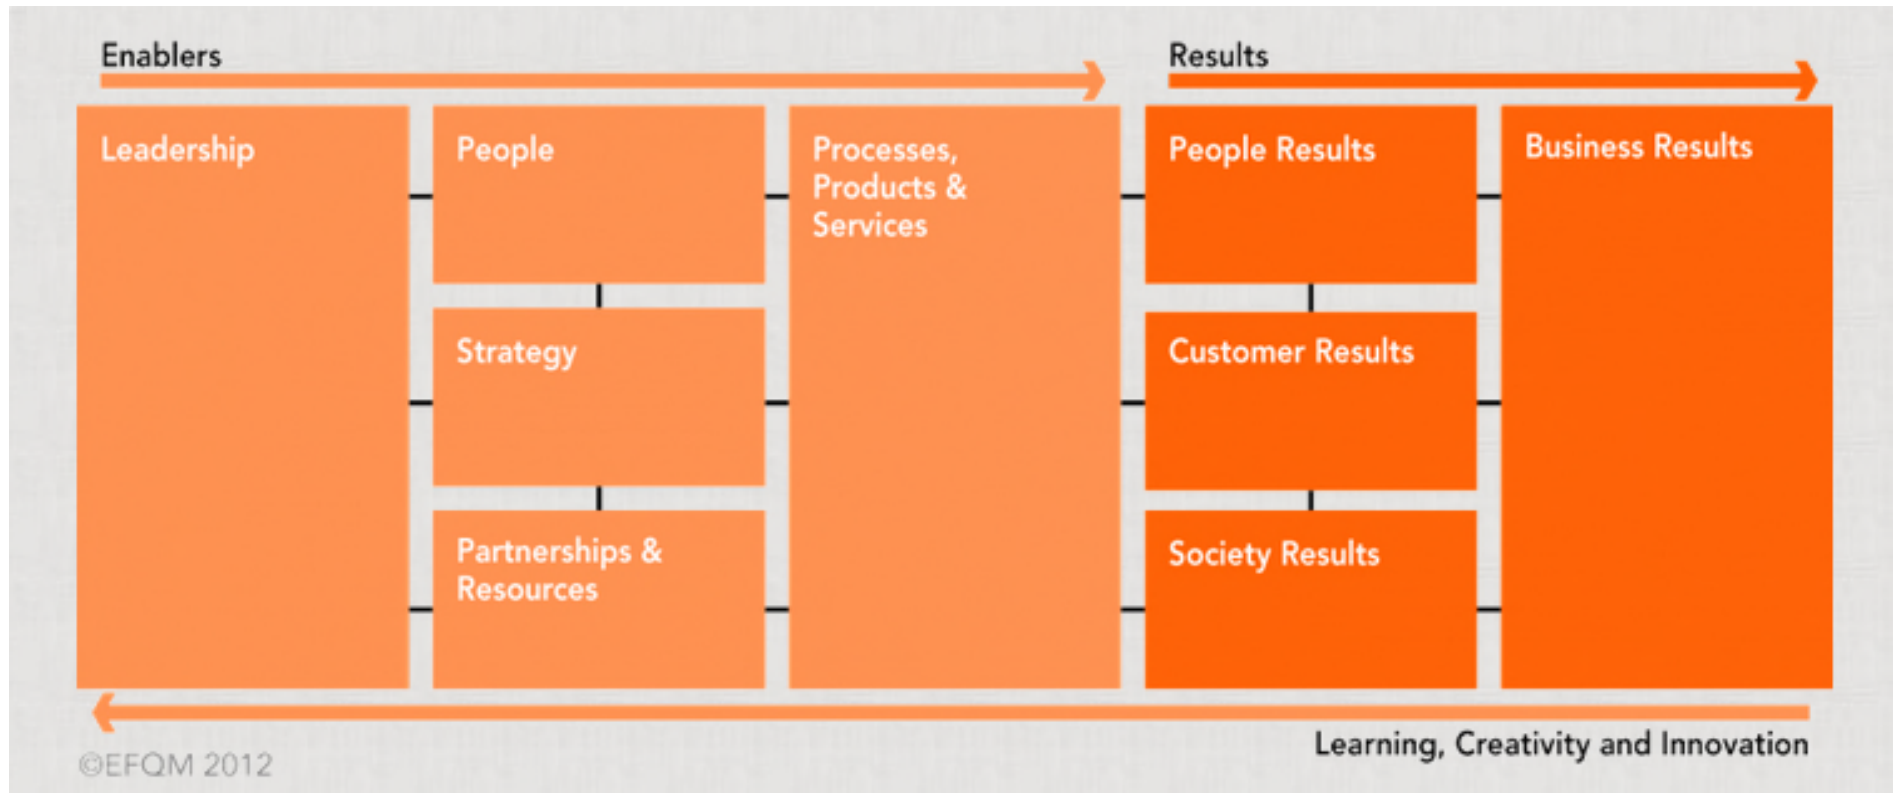 Enablers
Results
Leadership
People
Processes,
Products &
Services
People Results
Business Results
Strategy
Customer Results
Partnerships &
Resources
Society Results
Learning, Creativity and Innovation
©EFQM 2012